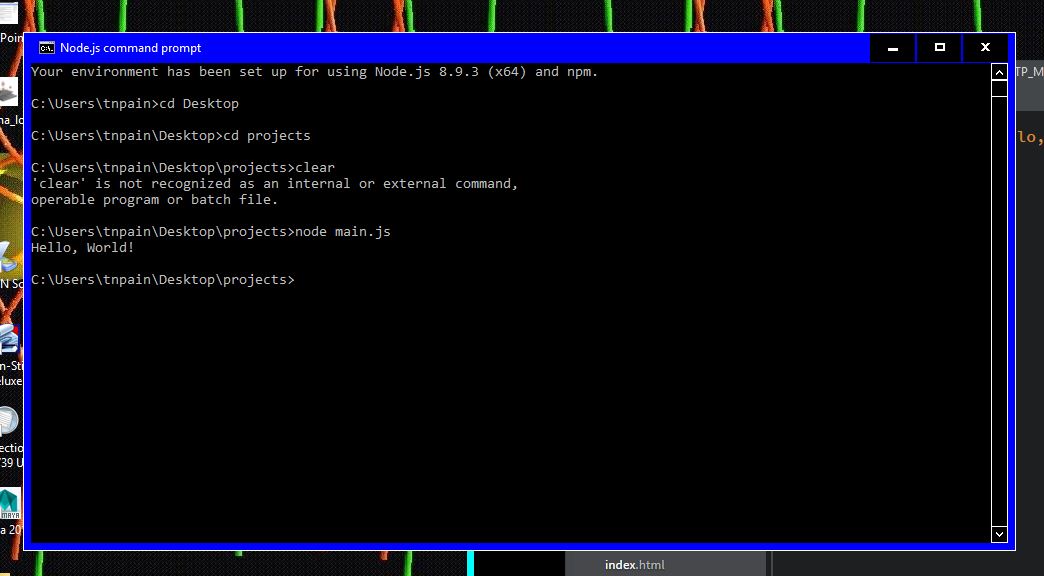 Poin
Node.js command prompt
Your environment has been set up for using Node.js 8.9.3 (x64) and npm.
C:\Users\tnpain>cd Desktop
C:\Users\tnpain\Desktop>cd projects
C:\Users\tnpain\Desktop\projects>clear
'clear' is not recognized as an internal or external command,
operable program or batch file.
C:\Users\tnpain\Desktop\projects>node main.js
Hello, World!
C:\Users\tnpain\Desktop\projects>
TP_M
lo,
na_lo
N Sc
n-Sti
eluxe
ectio
739 U
MAYA
a 20
index.html